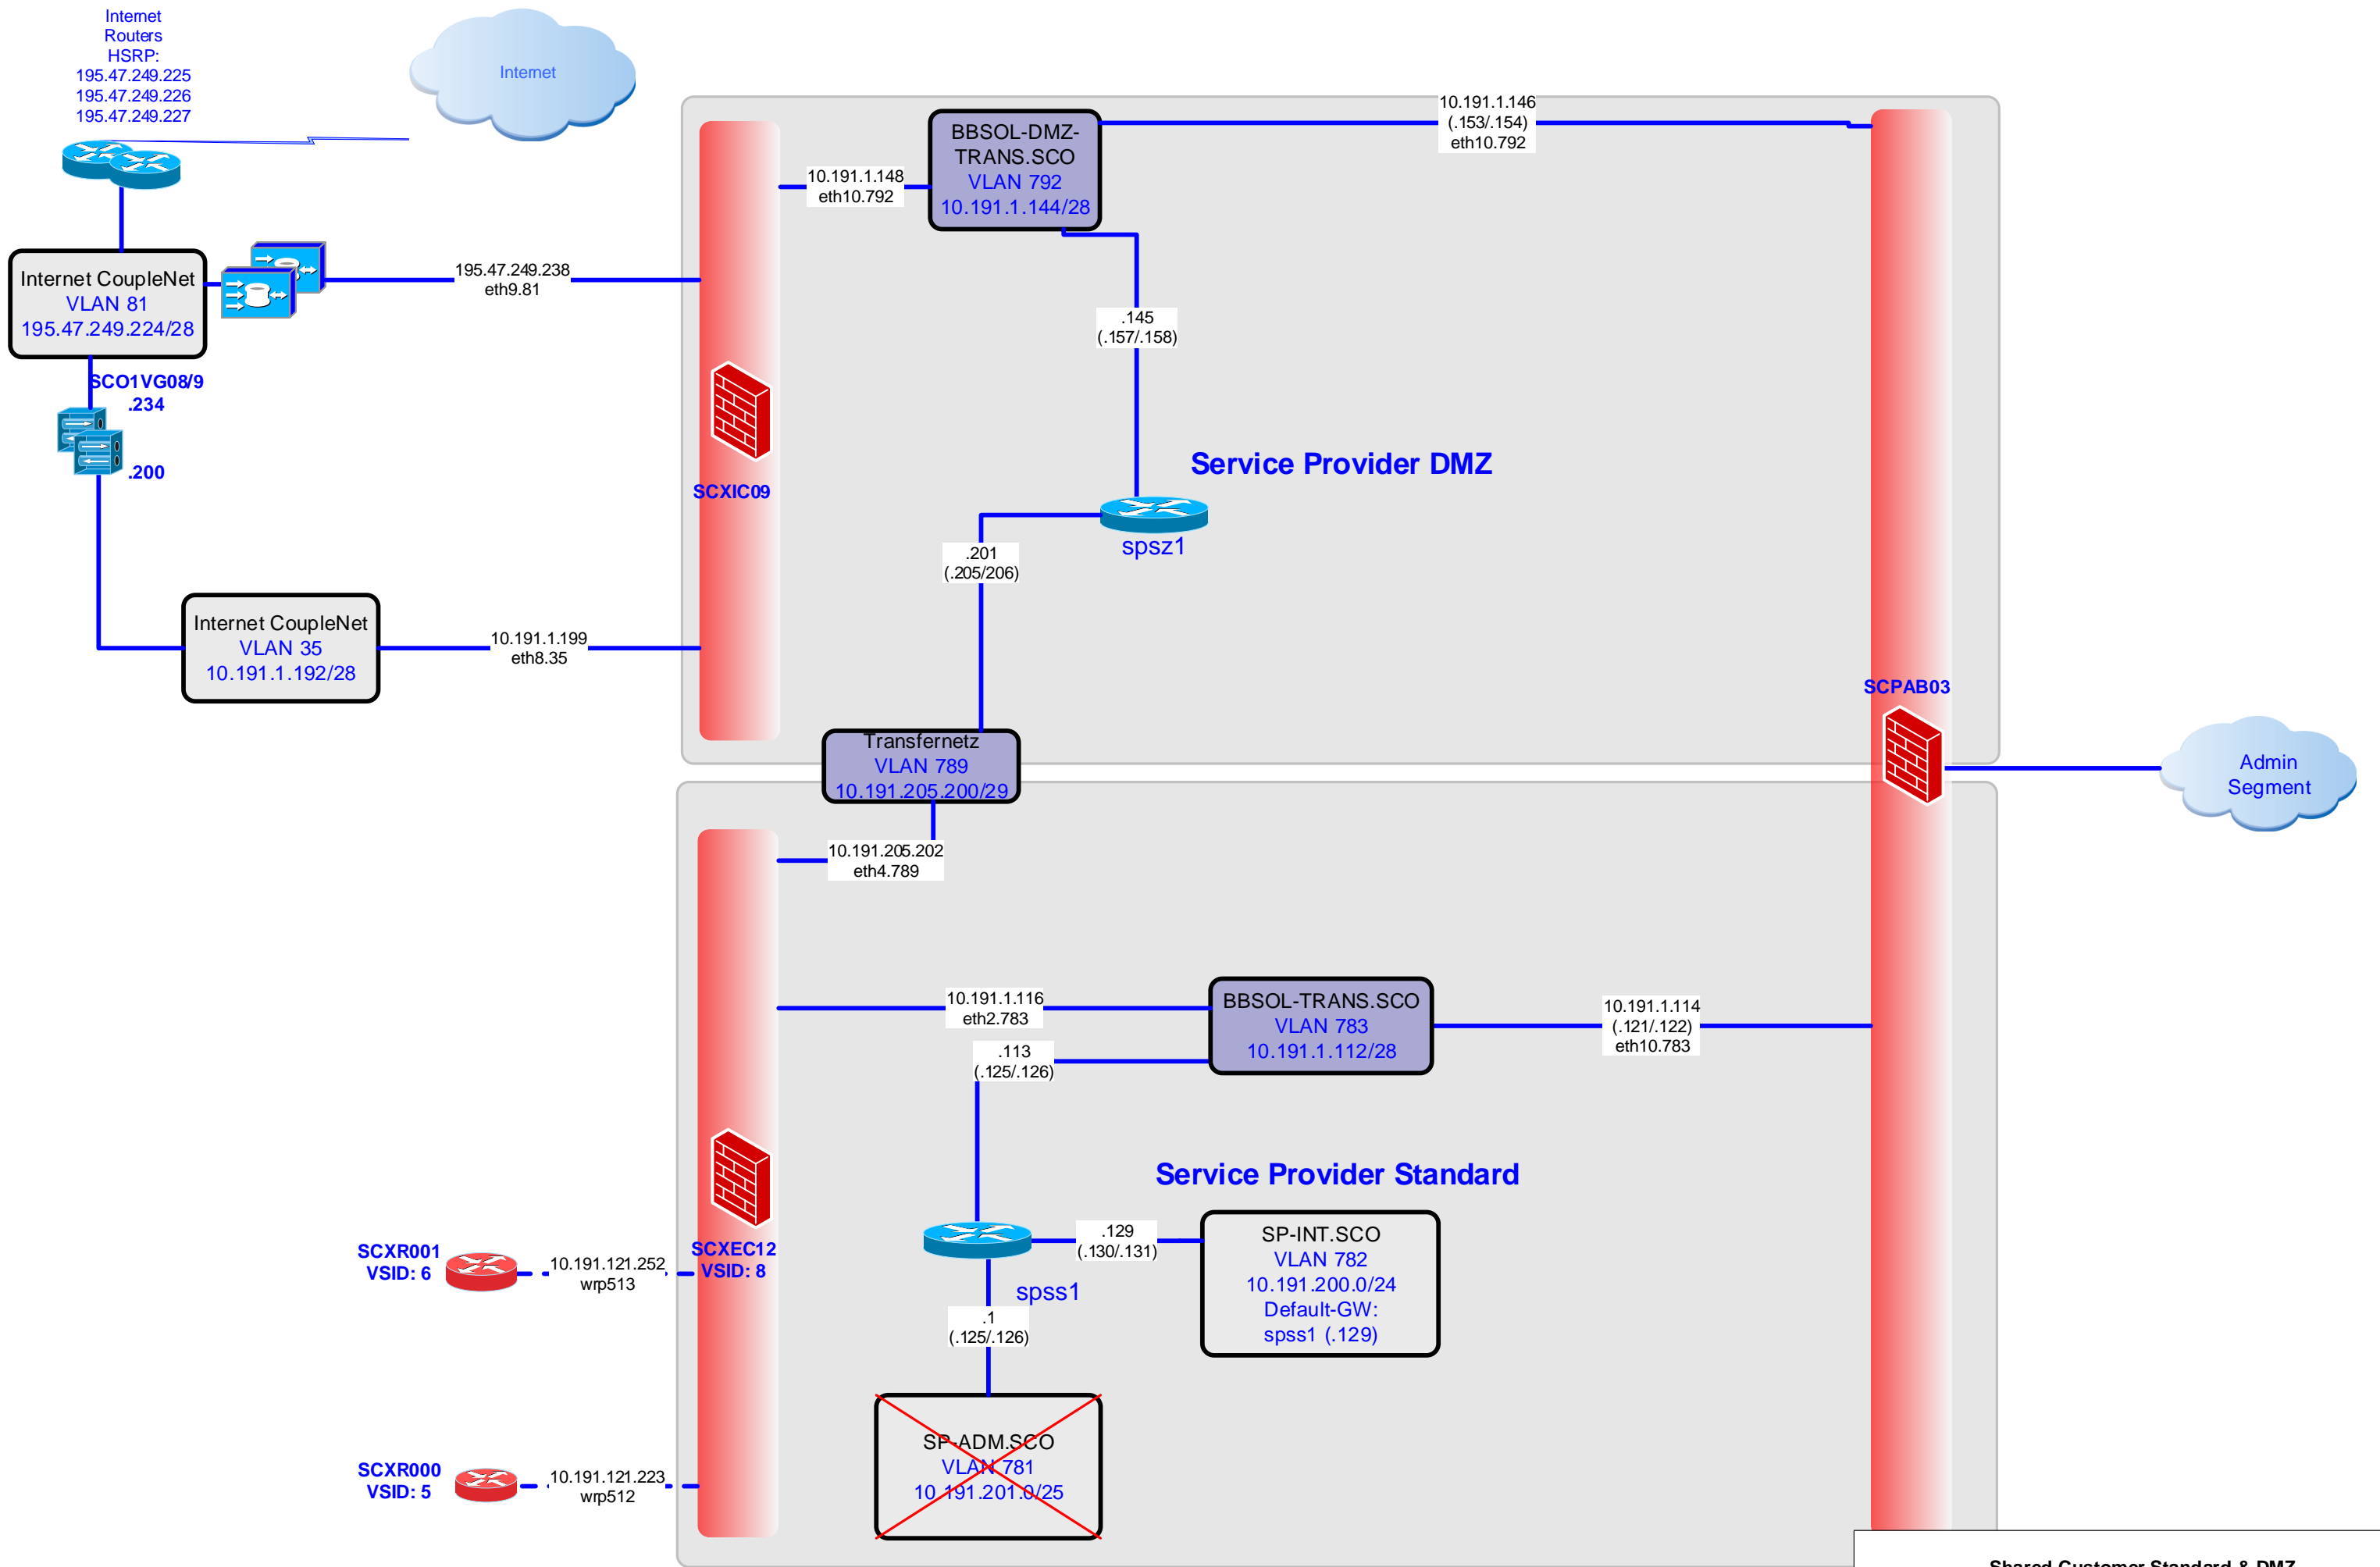 Internet
Routers
HSRP:
195.47.249.225
195.47.249.226
195.47.249.227
Internet
10.191.1.146
(.153/.154)
eth10.792
BBSOL-DMZ-
TRANS.SCO
VLAN 792
10.191.1.144/28
10.191.1.148
eth10.792
Internet CoupleNet
VLAN 81
195.47.249.224/28
195.47.249.238
eth9.81
.145
(.157/.158)
SCO1VG08/9
.234
.200
SCXIC09
Service Provider DMZ
spsz1
.201
(.205/206)
Internet CoupleNet
VLAN 35
10.191.1.192/28
10.191.1.199
eth8.35
SCPAB03
Transfernetz
VLAN 789
10.191.205.200/29
Admin
Segment
10.191.205.202
eth4.789
10.191.1.116
eth2.783
BBSOL-TRANS.SCO
VLAN 783
10.191.1.112/28
10.191.1.114
(.121/.122)
eth10.783
.113
(.125/.126)
Service Provider Standard
SCXR001
VSID: 6
10.191.121.252
wrp513
SCXEC12
VSID: 8
.129
(.130/.131)
SP-INT.SCO
VLAN 782
10.191.200.0/24
Default-GW:
spss1 (.129)
spss1
.1
(.125/.126)
SP-ADM.SCO
VLAN 781
10.191.201.0/25
SCXR000
VSID: 5
10.191.121.223
wrp512
Shared Customer Standard & DMZ